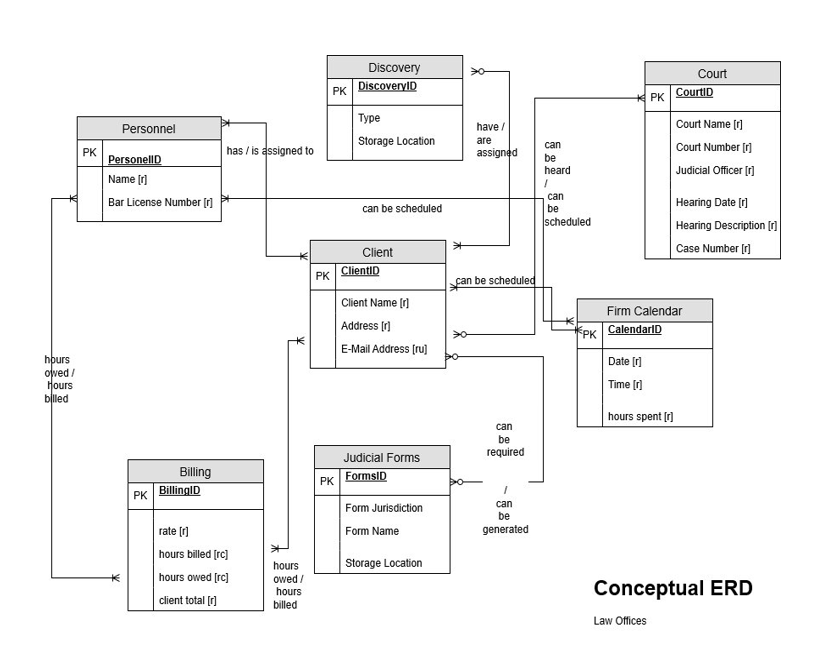 Discovery
PK
DiscoveryID
Type
Storage Location
Court
PK
CourtID
Court Name [r]
Court Number [r]
Judicial Officer [r]
Hearing Date [r]
Hearing Description [r]
Case Number [r]
Personnel
PK
PersonelID
Name [r]
Bar License Number [r]
has / is assigned to
have /
are
assigned
can
be
heard
/
can
be
scheduled
can be scheduled
Client
PK
ClientID
Client Name [r]
Address [r]
E-Mail Address [ru]
can be scheduled
Firm Calendar
PK
CalendarID
Date [r]
Time [r]
hours spent [r]
hours
owed /
hours
billed
can
be
required
/
can
be
generated
Judicial Forms
PK
FormsID
Form Jurisdiction
Form Name
Storage Location
Billing
PK
BillingID
rate [r]
hours billed [rc]
hours owed [rc]
client total [r]
hours
owed /
hours
billed
Conceptual ERD
Law Offices